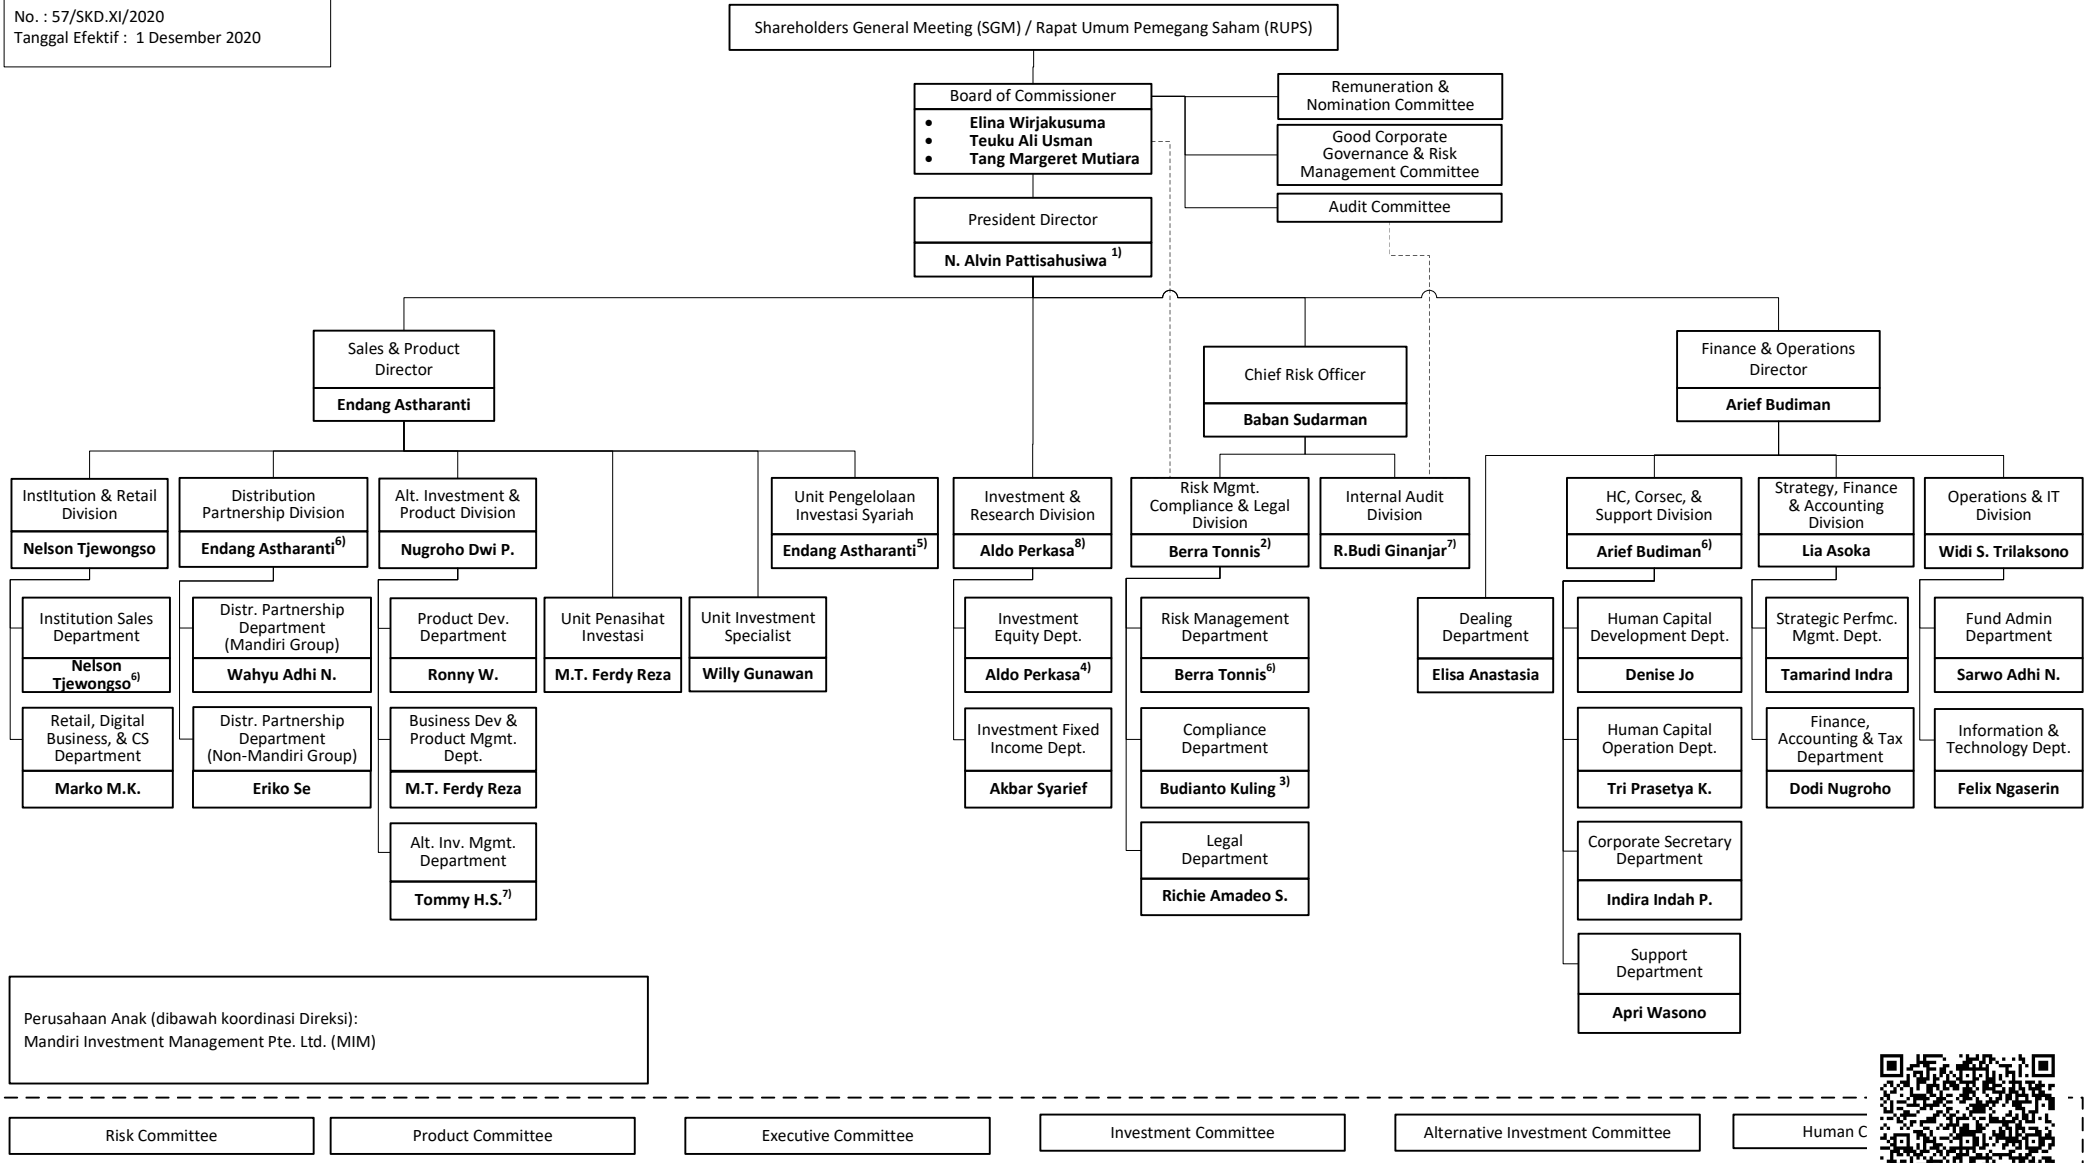 No. : 57/SKD.XI/2020
Tanggal Efektif : 1 Desember 2020
Shareholders General Meeting (SGM) / Rapat Umum Pemegang Saham (RUPS)
Board of Commissioner
• Elina Wirjakusuma
• Teuku Ali Usman
• Tang Margeret Mutiara
Remuneration &
Nomination Committee
Good Corporate
Governance & Risk
Management Committee
Audit Committee
President Director
N. Alvin Pattisahusiwa 1)
Sales & Product
Director
Endang Astharanti
Chief Risk Officer
Baban Sudarman
Finance & Operations
Director
Arief Budiman
InstItution & Retail
Division
Nelson Tjewongso
Distribution
Partnership Division
Endang Astharanti6)
Alt. Investment &
Product Division
Nugroho Dwi P.
Unit Pengelolaan
Investasi Syariah
Endang Astharanti5)
Investment &
Research Division
Aldo Perkasa8)
Risk Mgmt.
Compliance & Legal
Division
Berra Tonnis2)
Internal Audit
Division
R.Budi Ginanjar7)
HC, Corsec, &
Support Division
Arief Budiman6)
Strategy, Finance
& Accounting
Division
Lia Asoka
Operations & IT
Division
Widi S. Trilaksono
Institution Sales
Department
Nelson
Tjewongso6)
Distr. Partnership
Department
(Mandiri Group)
Wahyu Adhi N.
Product Dev.
Department
Ronny W.
Unit Penasihat
Investasi
M.T. Ferdy Reza
Unit Investment
Specialist
Willy Gunawan
Investment
Equity Dept.
Aldo Perkasa4)
Risk Management
Department
Berra Tonnis6)
Dealing
Department
Elisa Anastasia
Human Capital
Development Dept.
Denise Jo
Strategic Perfmc.
Mgmt. Dept.
Tamarind Indra
Fund Admin
Department
Sarwo Adhi N.
Retail, Digital
Business, & CS
Department
Marko M.K.
Distr. Partnership
Department
(Non-Mandiri Group)
Eriko Se
Business Dev &
Product Mgmt.
Dept.
M.T. Ferdy Reza
Investment Fixed
Income Dept.
Akbar Syarief
Compliance
Department
Budianto Kuling 3)
Human Capital
Operation Dept.
Tri Prasetya K.
Finance,
Accounting & Tax
Department
Dodi Nugroho
Information &
Technology Dept.
Felix Ngaserin
Alt. Inv. Mgmt.
Department
Tommy H.S.7)
Legal
Department
Richie Amadeo S.
Corporate Secretary
Department
Indira Indah P.
Support
Department
Apri Wasono
Perusahaan Anak (dibawah koordinasi Direksi):
Mandiri Investment Management Pte. Ltd. (MIM)
Risk Committee
Product Committee
Executive Committee
Investment Committee
Alternative Investment Committee
Human C